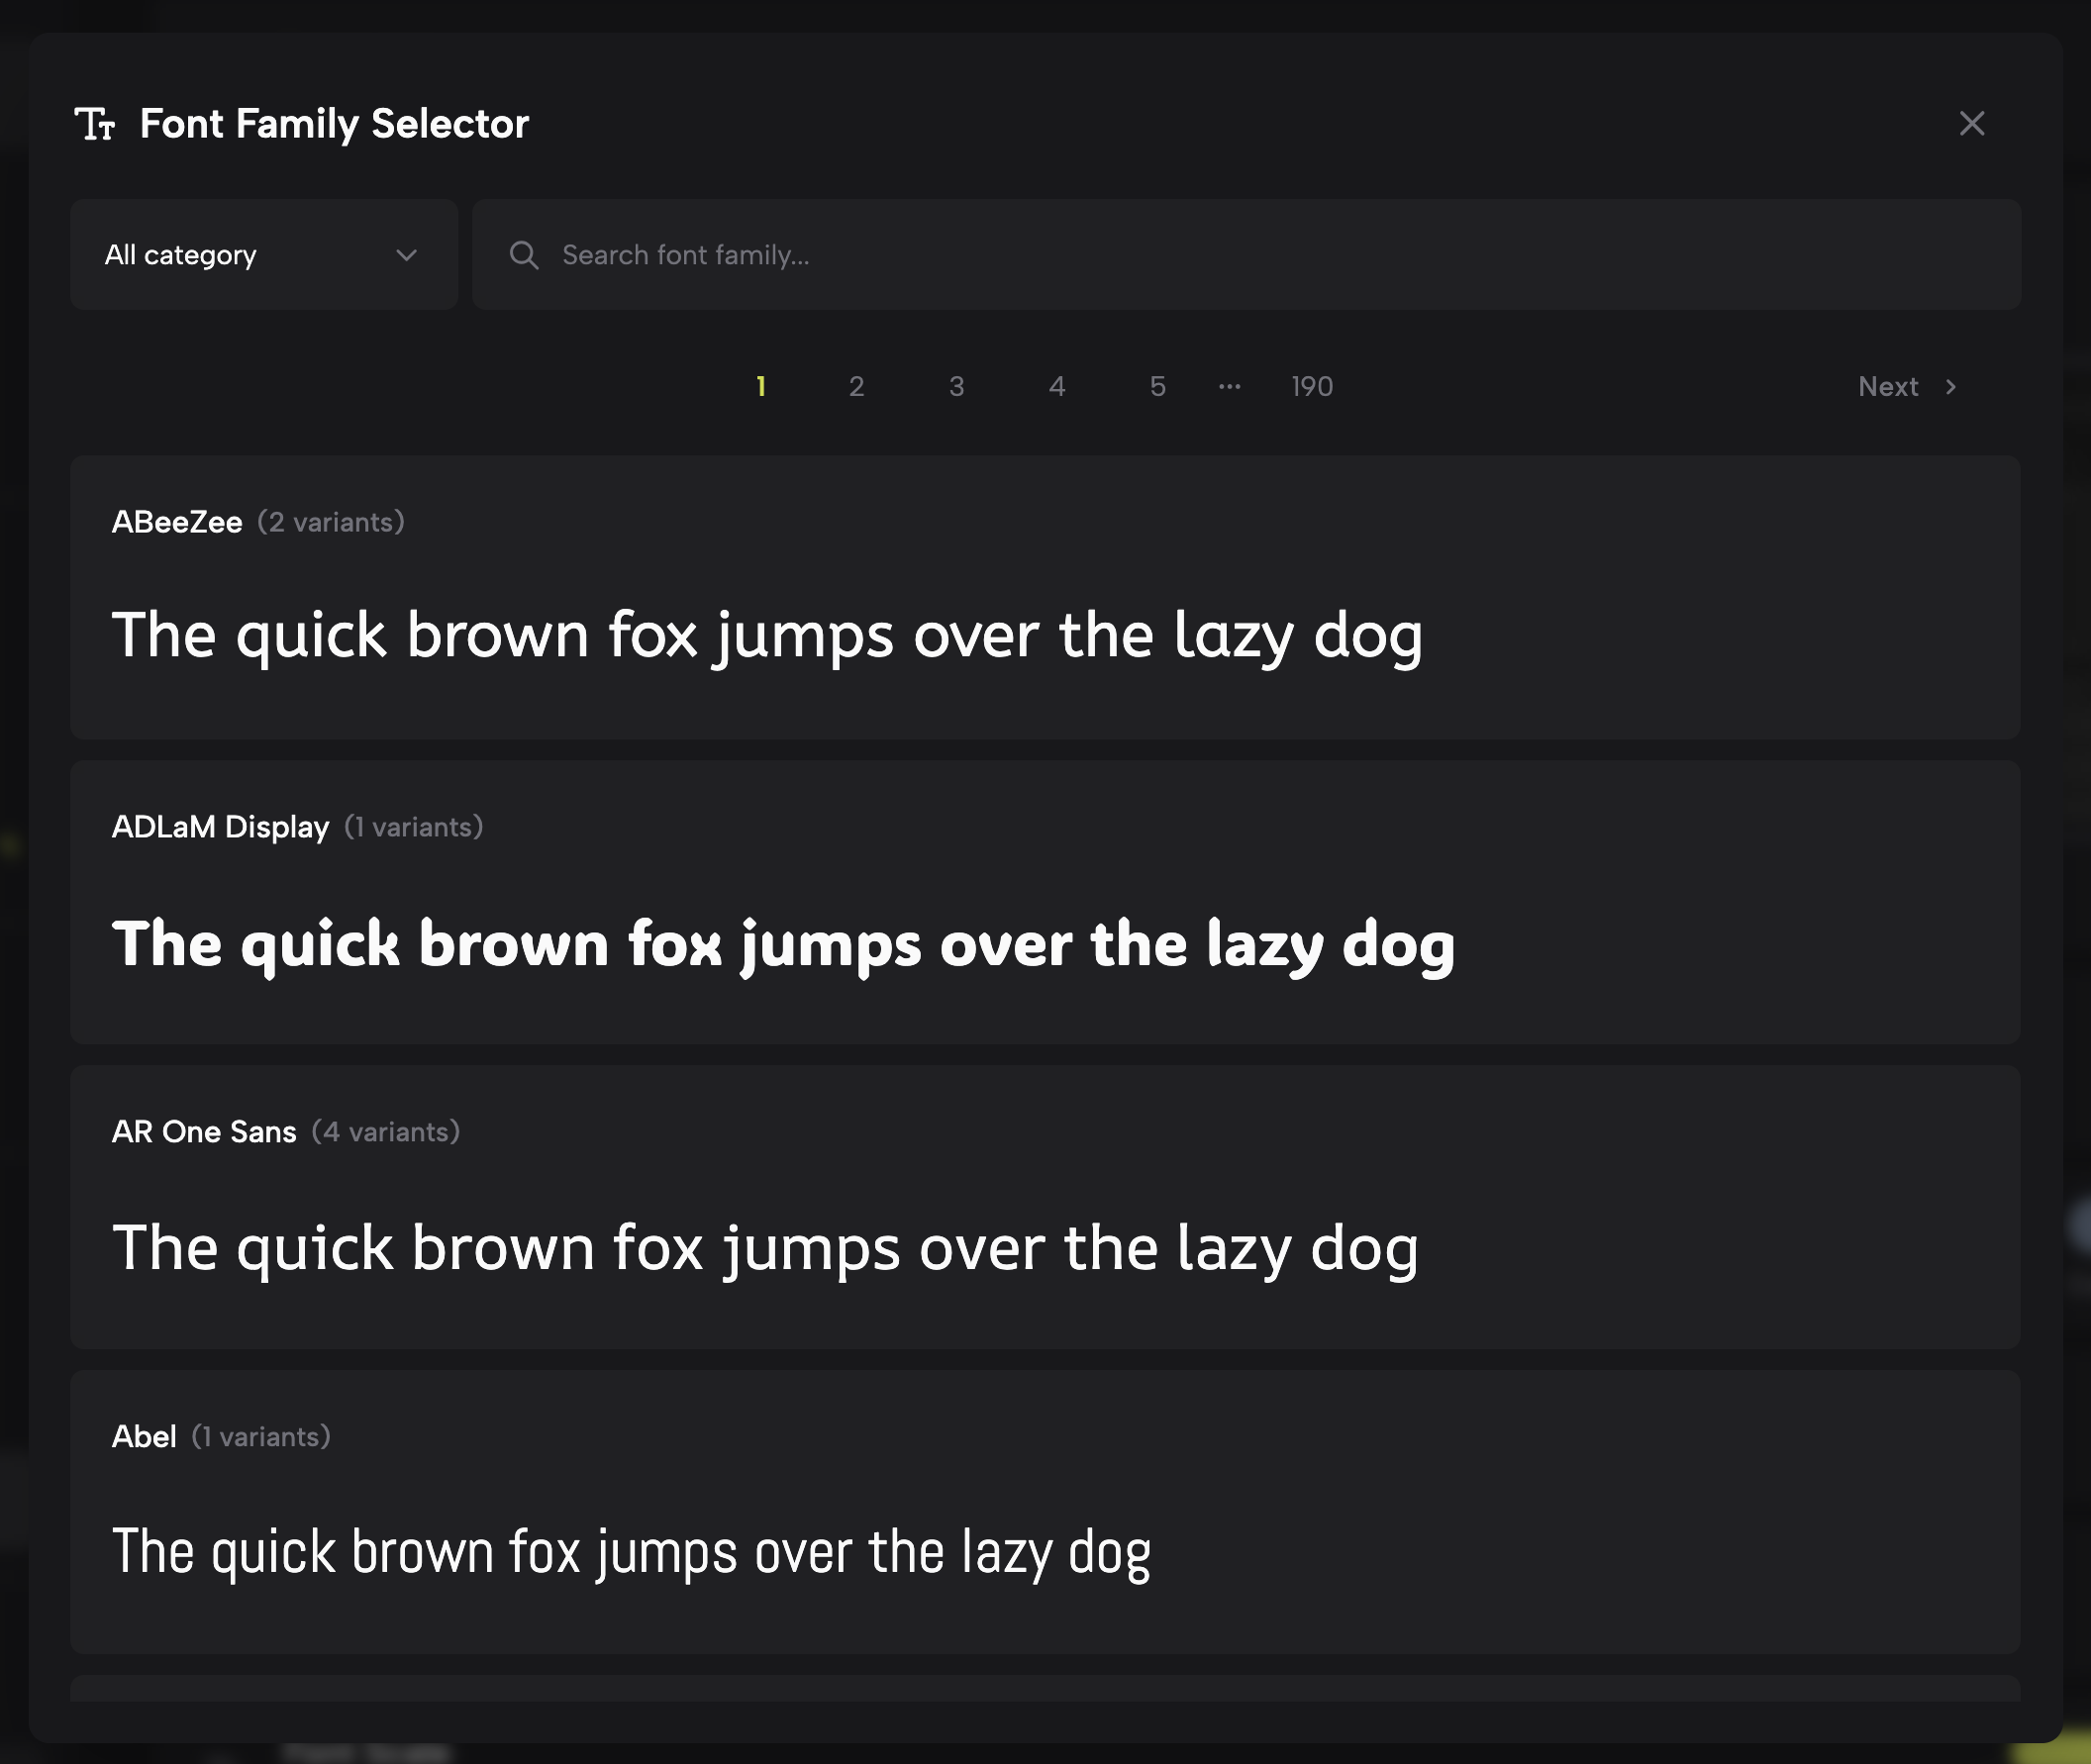 Font Family Selector
All category
Search font family...
1 2 3 4 5 ··· 190 Next
ABeeZee (2 variants)
The quick brown fox jumps over the lazy dog
ADLaM Display (1 variants)
The quick brown fox jumps over the lazy dog
AR One Sans (4 variants)
The quick brown fox jumps over the lazy dog
Abel (1 variants)
The quick brown fox jumps over the lazy dog